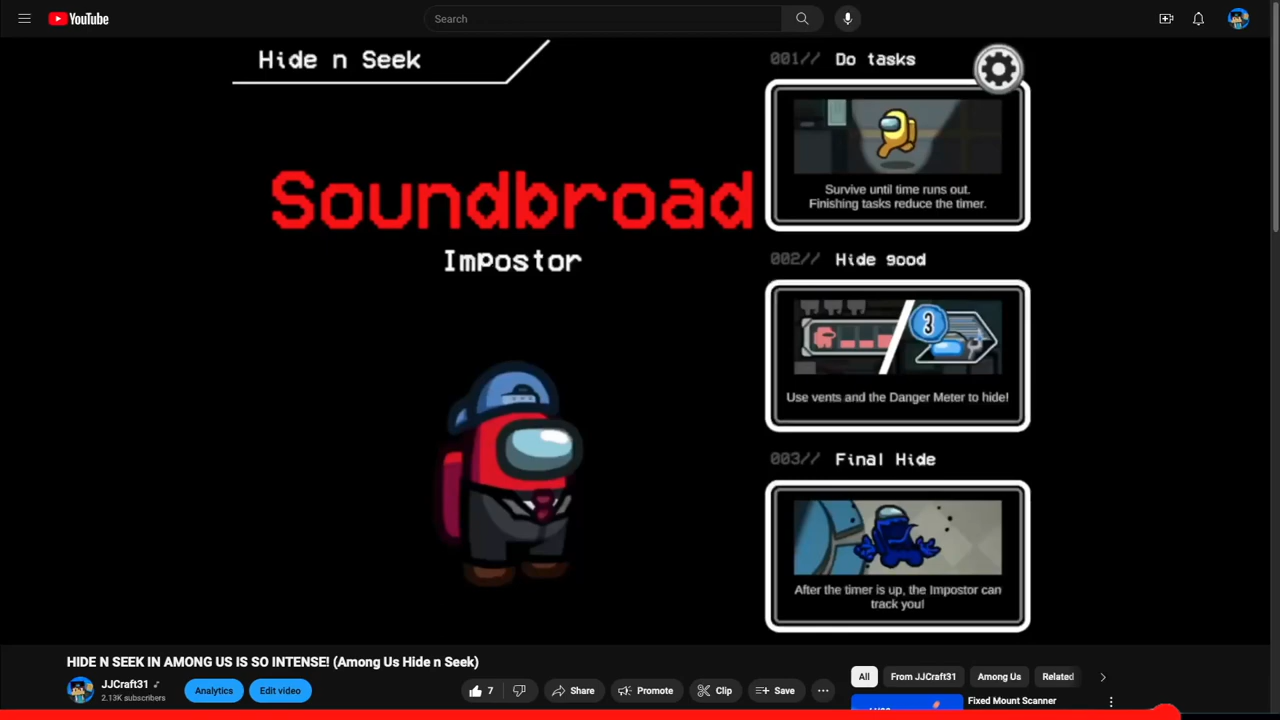 YouTube
Search
Hide n Seek
001// Do tasks
Soundbroad
Impostor
Survive until time runs out.
Finishing tasks reduce the timer.
002// Hide good
3
Use vents and the Danger Meter to hide!
003// Final Hide
After the timer is up, the Impostor can
track you!
HIDE N SEEK IN AMONG US IS SO INTENSE! (Among Us Hide n Seek)
JJCraft31
2.13K subscribers
Analytics
Edit video
7
Share
Promote
Clip
Save
All
From JJCraft31
Among Us
Related
Fixed Mount Scanner